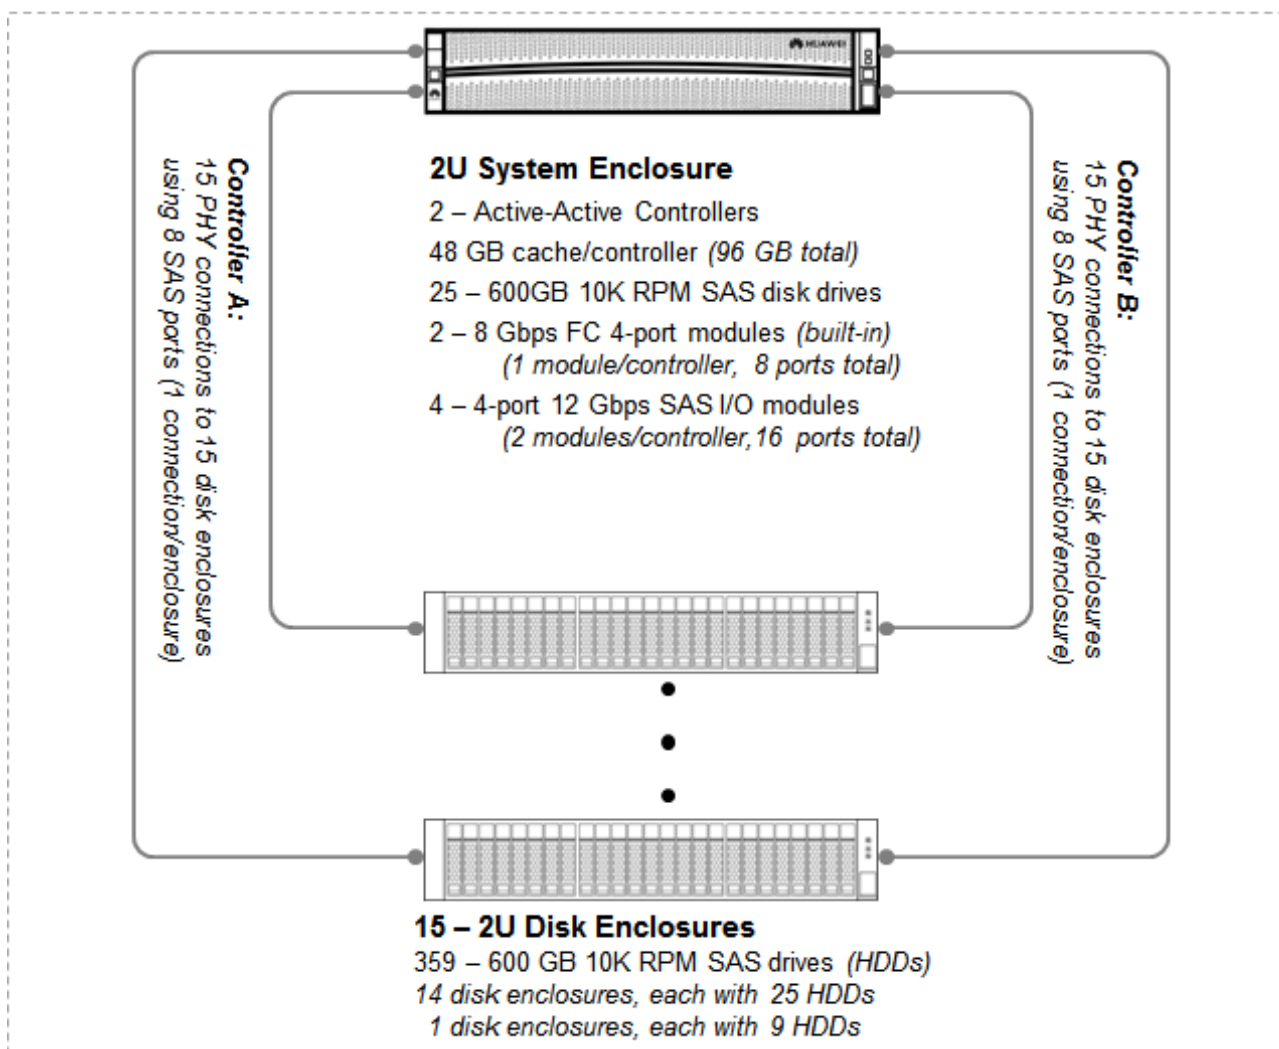 HUAWEI
Controller A:
15 PHY connections to 15 disk enclosures
using 8 SAS ports (1 connection/enclosure)
2U System Enclosure
2 – Active-Active Controllers
48 GB cache/controller (96 GB total)
25 – 600GB 10K RPM SAS disk drives
2 – 8 Gbps FC 4-port modules (built-in)
(1 module/controller, 8 ports total)
4 – 4-port 12 Gbps SAS I/O modules
(2 modules/controller,16 ports total)
Controller B:
15 PHY connections to 15 disk enclosures
using 8 SAS ports (1 connection/enclosure)
15 – 2U Disk Enclosures
359 – 600 GB 10K RPM SAS drives (HDDs)
14 disk enclosures, each with 25 HDDs
1 disk enclosures, each with 9 HDDs